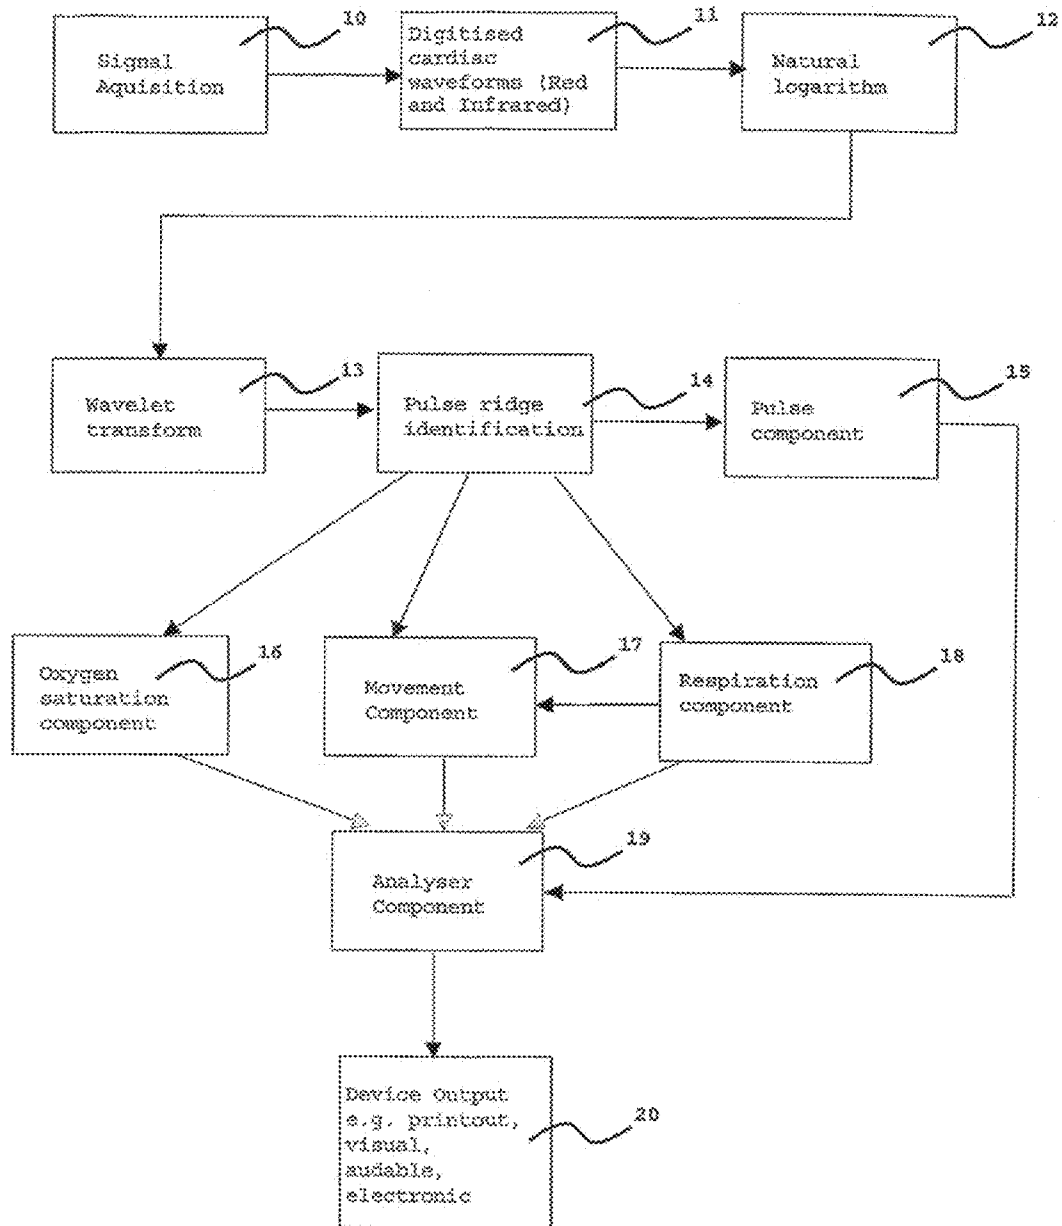 10
Signal
Aquisition
11
Digitised
cardiac
waveforms (Red
and Infrared)
12
Natural
logarithm
13
Wavelet
transform
14
Pulse ridge
identification
15
Pulse
component
16
Oxygen
saturation
component
17
Movement
Component
18
Respiration
component
19
Analyser
Component
20
Device Output
e.g. printout,
visual,
audable,
electronic
...